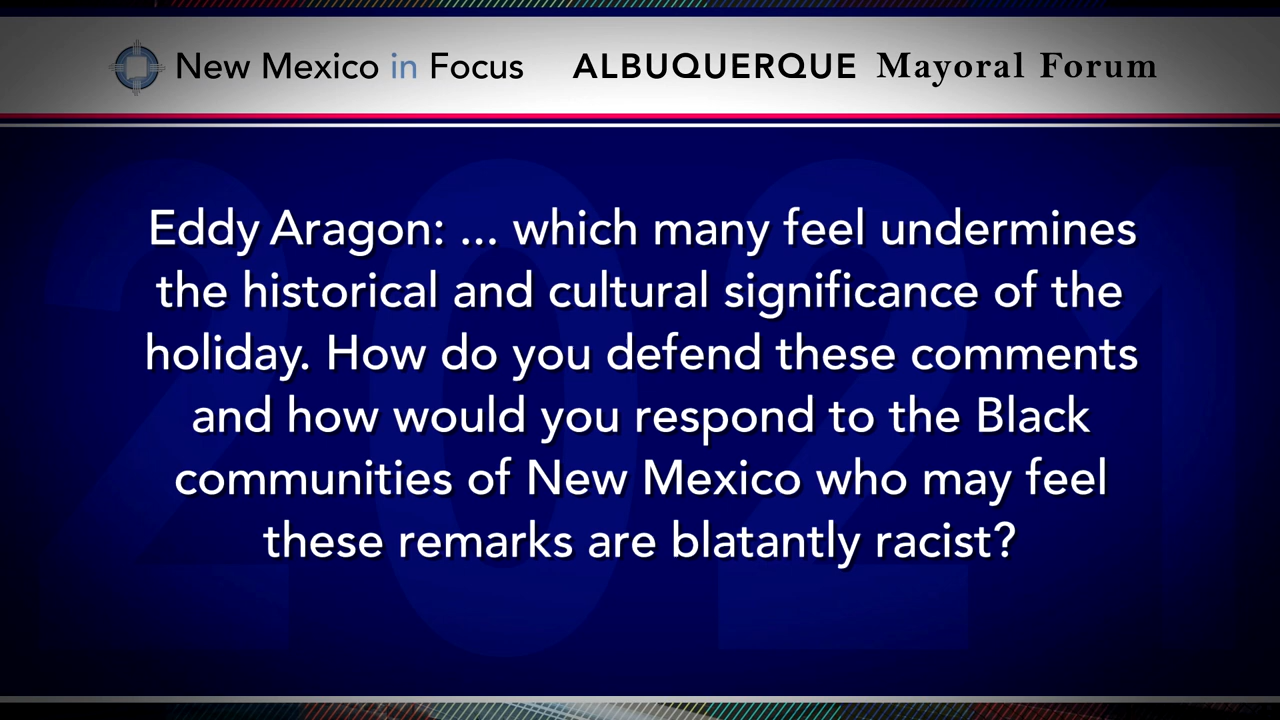 New Mexico in Focus ALBUQUERQUE Mayoral Forum
2021
Eddy Aragon: ... which many feel undermines
the historical and cultural significance of the
holiday. How do you defend these comments
and how would you respond to the Black
communities of New Mexico who may feel
these remarks are blatantly racist?